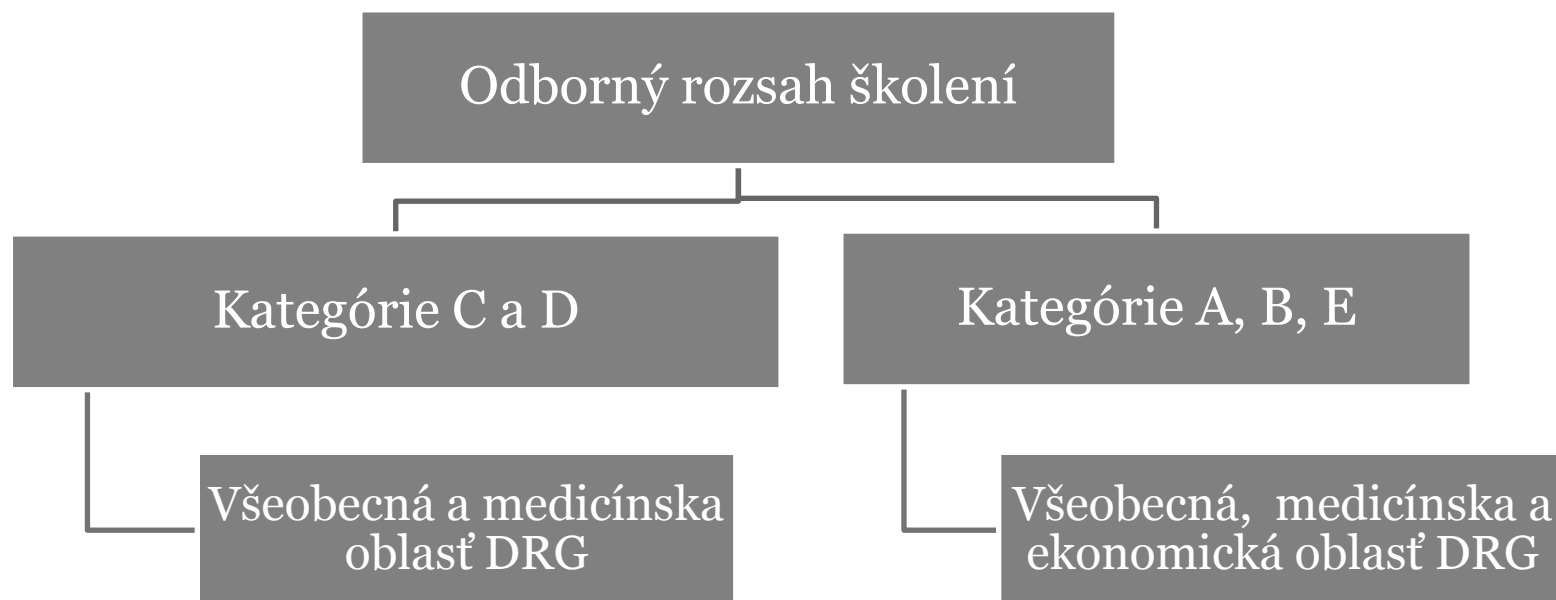 Odborný rozsah školení
Kategórie C a D
Kategórie A, B, E
Všeobecná a medicínska
oblasť DRG
Všeobecná, medicínska a
ekonomická oblasť DRG